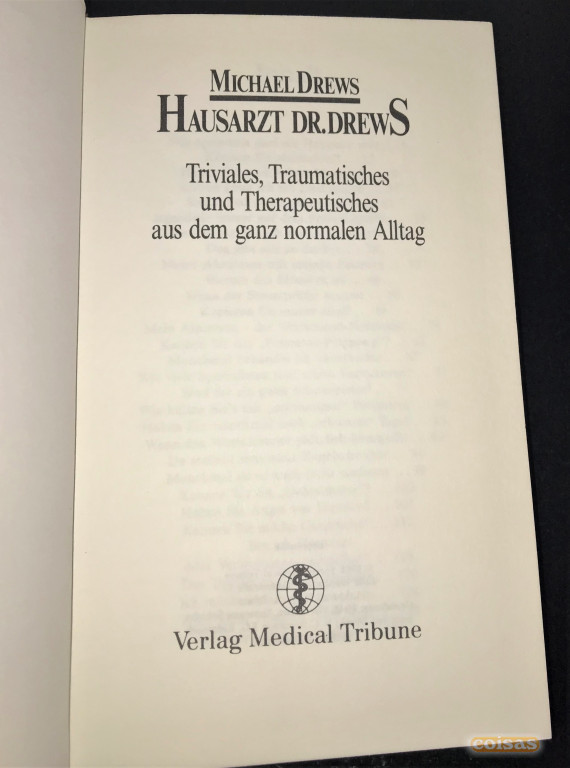 MICHAEL DREWS
HAUSARZT DR. DREWS
Triviales, Traumatisches
und Therapeutisches
aus dem ganz normalen Alltag
Verlag Medical Tribune
coisas